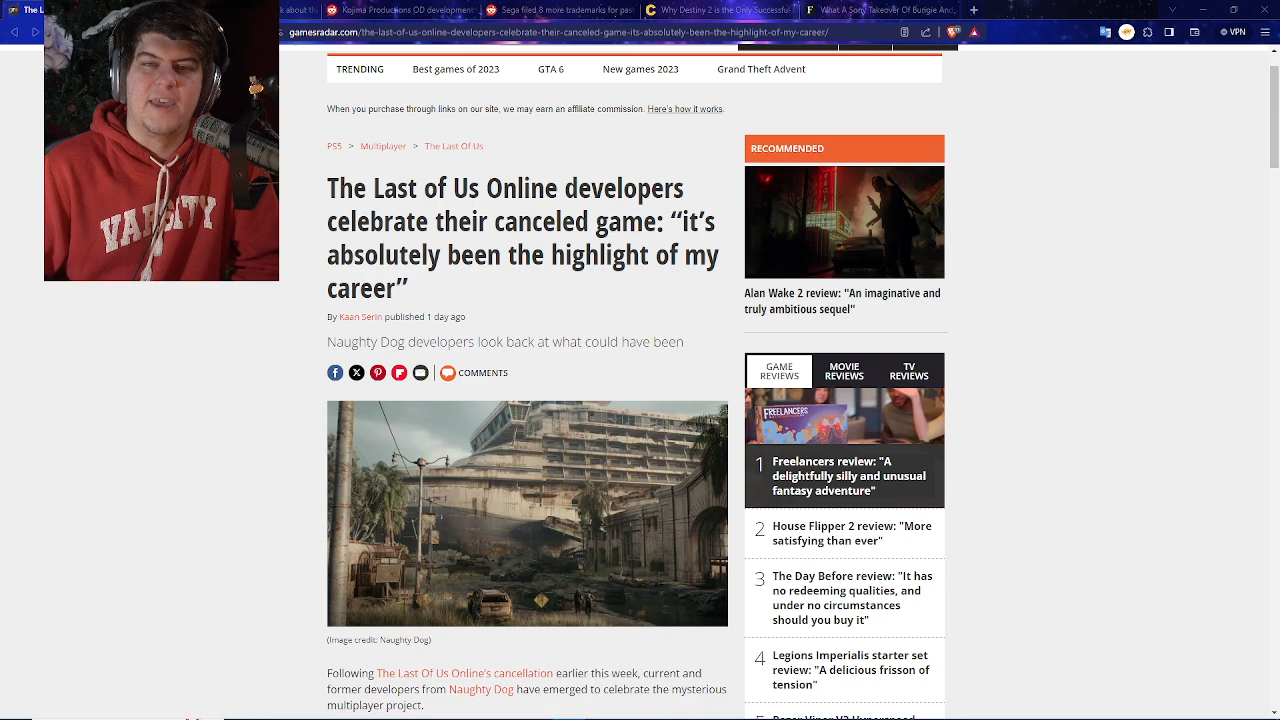 k about thi
Kojima Productions OD development:
Sega filed 8 more trademarks for past
Why Destiny 2 is the Only Successful
What A Sony Takeover Of Bungie
gamesradar.com/the-last-of-us-online-developers-celebrate-their-canceled-game-its-absolutely-been-the-highlight-of-my-career/
VPN
TRENDING Best games of 2023 GTA 6 New games 2023 Grand Theft Advent
When you purchase through links on our site, we may earn an affiliate commission. Here's how it works.
PS5 > Multiplayer > The Last Of Us
The Last of Us Online developers
celebrate their canceled game: “it’s
absolutely been the highlight of my
career”
By Kaan Serin published 1 day ago
Naughty Dog developers look back at what could have been
COMMENTS
(Image credit: Naughty Dog)
Following The Last Of Us Online’s cancellation earlier this week, current and
former developers from Naughty Dog have emerged to celebrate the mysterious
multiplayer project.
VARSITY
RECOMMENDED
Alan Wake 2 review: "An imaginative and
truly ambitious sequel"
GAME
REVIEWS
MOVIE
REVIEWS
TV
REVIEWS
FREELANCERS
1 Freelancers review: "A
delightfully silly and unusual
fantasy adventure"
2 House Flipper 2 review: "More
satisfying than ever"
3 The Day Before review: "It has
no redeeming qualities, and
under no circumstances
should you buy it"
4 Legions Imperialis starter set
review: "A delicious frisson of
tension"
Razer Viper V3 Hyperspeed